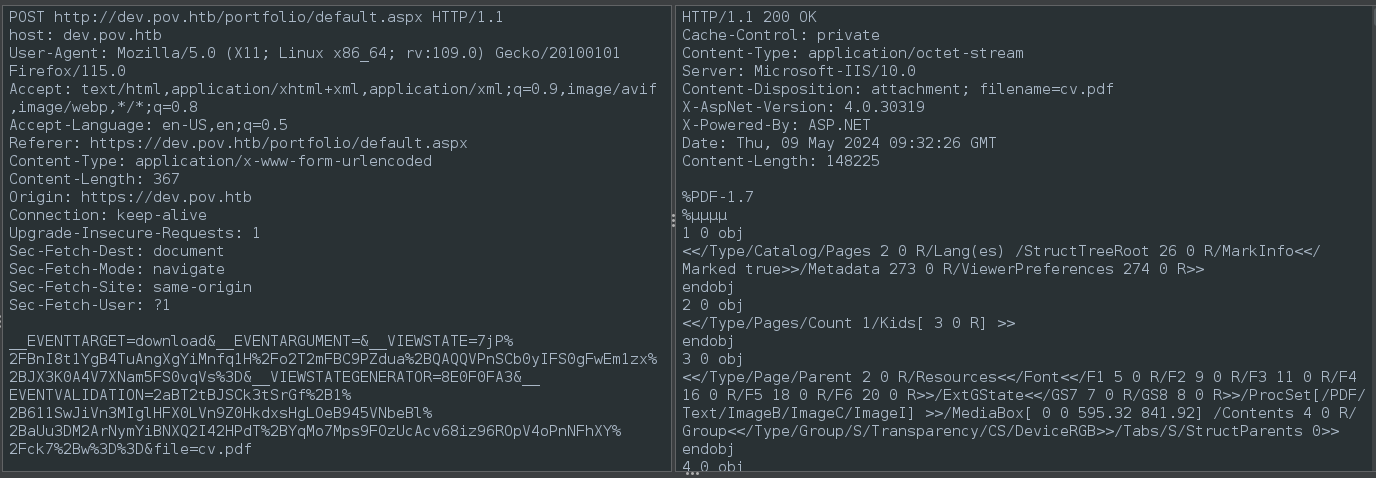 POST http://dev.pov.htb/portfolio/default.aspx HTTP/1.1
host: dev.pov.htb
User-Agent: Mozilla/5.0 (X11; Linux x86_64; rv:109.0) Gecko/20100101
Firefox/115.0
Accept: text/html,application/xhtml+xml,application/xml;q=0.9,image/avif
,image/webp,*/*;q=0.8
Accept-Language: en-US,en;q=0.5
Referer: https://dev.pov.htb/portfolio/default.aspx
Content-Type: application/x-www-form-urlencoded
Content-Length: 367
Origin: https://dev.pov.htb
Connection: keep-alive
Upgrade-Insecure-Requests: 1
Sec-Fetch-Dest: document
Sec-Fetch-Mode: navigate
Sec-Fetch-Site: same-origin
Sec-Fetch-User: ?1

__EVENTTARGET=download&__EVENTARGUMENT=&__VIEWSTATE=7jP%
2FBnI8t1YgB4TuAngXgYiMnfq1H%2Fo2T2mFBC9PZdua%2BQAQQVPnSCb0yIFS0gFwEm1zx%
2BJX3K0A4V7XNam5FS0vqVs%3D&__VIEWSTATEGENERATOR=8E0F0FA3&__
EVENTVALIDATION=2aBT2tBJSCk3tSrGf%2B1%
2B611SwJiVn3MIglHFX0LVn9Z0HkdxsHgLOeB945VNbeBl%
2BaUu3DM2ArNymYiBNXQ2I42HPdT%2BYqMo7Mps9FOzUcAcv68iz96ROpV4oPnNFhXY%
2Fck7%2Bw%3D%3D&file=cv.pdf
HTTP/1.1 200 OK
Cache-Control: private
Content-Type: application/octet-stream
Server: Microsoft-IIS/10.0
Content-Disposition: attachment; filename=cv.pdf
X-AspNet-Version: 4.0.30319
X-Powered-By: ASP.NET
Date: Thu, 09 May 2024 09:32:26 GMT
Content-Length: 148225

%PDF-1.7
%µµµµ
1 0 obj
<</Type/Catalog/Pages 2 0 R/Lang(es) /StructTreeRoot 26 0 R/MarkInfo<</
Marked true>>/Metadata 273 0 R/ViewerPreferences 274 0 R>>
endobj
2 0 obj
<</Type/Pages/Count 1/Kids[ 3 0 R] >>
endobj
3 0 obj
<</Type/Page/Parent 2 0 R/Resources<</Font<</F1 5 0 R/F2 9 0 R/F3 11 0 R/F4
16 0 R/F5 18 0 R/F6 20 0 R>>/ExtGState<</GS7 7 0 R/GS8 8 0 R>>/ProcSet[/PDF/
Text/ImageB/ImageC/ImageI] >>/MediaBox[ 0 0 595.32 841.92] /Contents 4 0 R/
Group<</Type/Group/S/Transparency/CS/DeviceRGB>>/Tabs/S/StructParents 0>>
endobj
4 0 obj